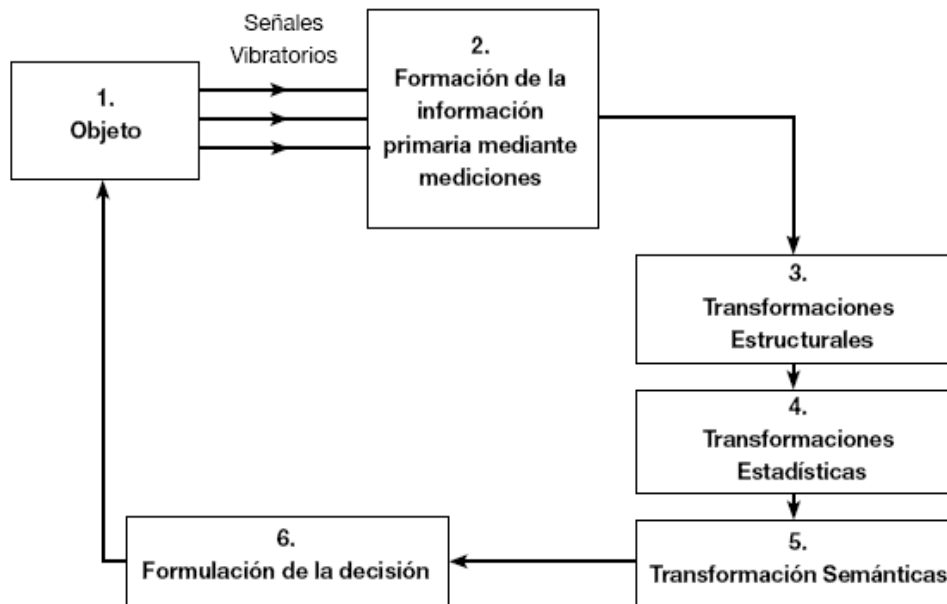 Señales
Vibratorios
1.
Objeto
2.
Formación de la
información
primaria mediante
mediciones
3.
Transformaciones
Estructurales
4.
Transformaciones
Estadísticas
5.
Transformación Semánticas
6.
Formulación de la decisión